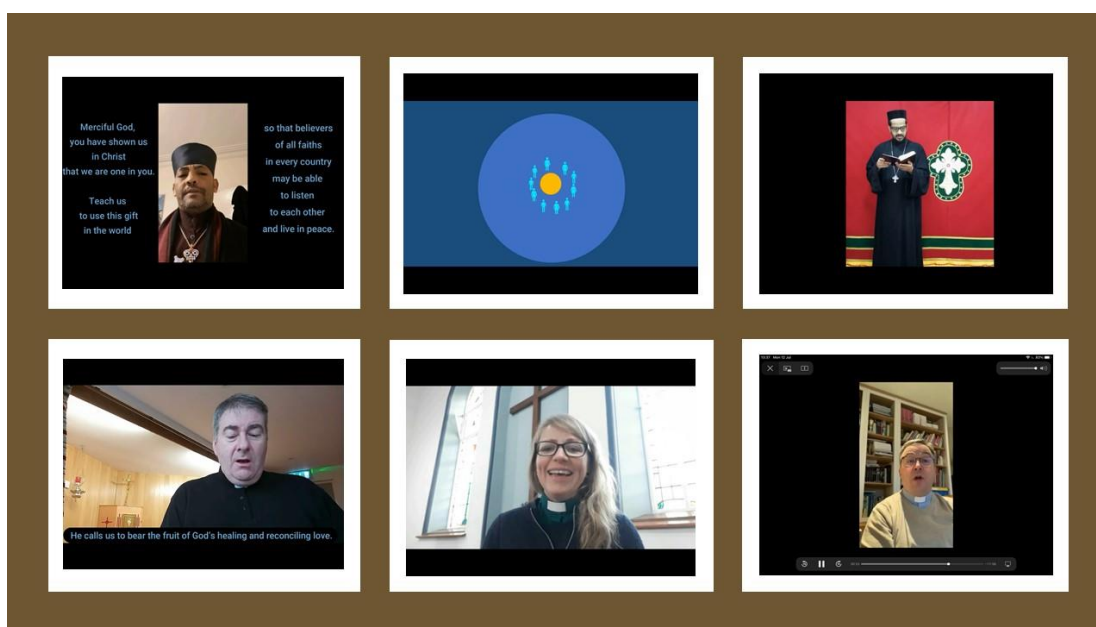 Merciful God,
you have shown us
in Christ
that we are one in you.
Teach us
to use this gift
in the world
so that believers
of all faiths
in every country
may be able
to listen
to each other
and live in peace.
He calls us to bear the fruit of God's healing and reconciling love.